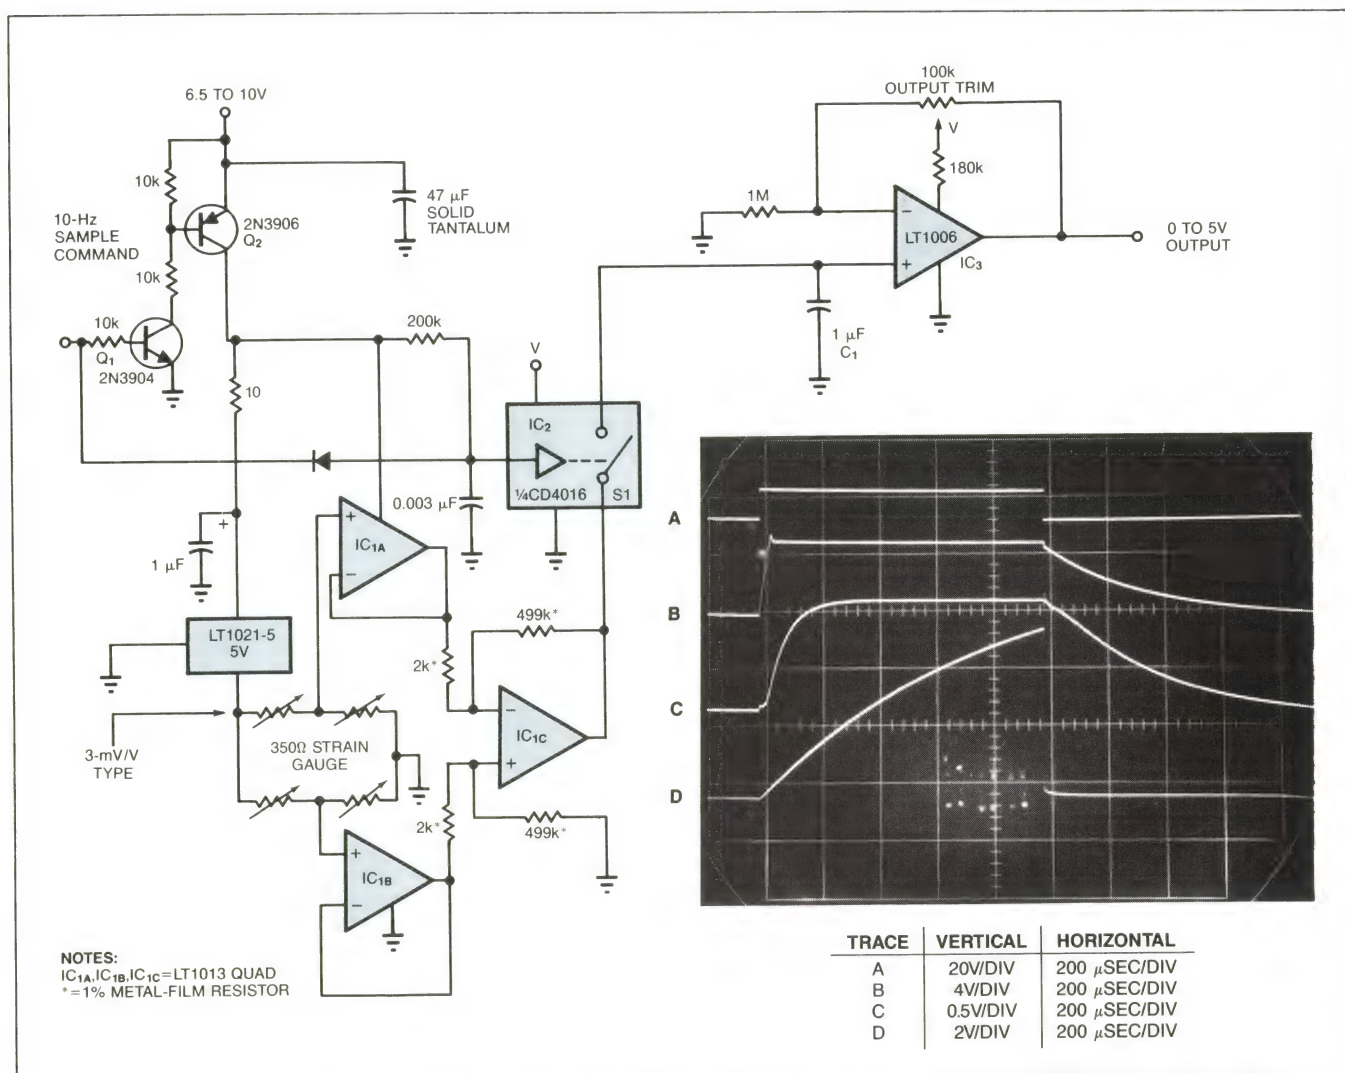 6.5 TO 10V
10k
2N3906
Q2
47 μF
SOLID
TANTALUM
10-Hz
SAMPLE
COMMAND
10k
10k
Q1
2N3904
200k
10
V
IC2
¼CD4016
S1
0.003 μF
1 μF
+
LT1021-5
5V
3-mV/V
TYPE
350Ω STRAIN
GAUGE
+
IC1A
−
2k*
499k*
−
IC1C
+
2k*
499k*
+
IC1B
−
100k
OUTPUT TRIM
V
180k
1M
−
LT1006
+
IC3
0 TO 5V
OUTPUT
1 μF
C1
A
B
C
D
TRACE VERTICAL HORIZONTAL
A 20V/DIV 200 μSEC/DIV
B 4V/DIV 200 μSEC/DIV
C 0.5V/DIV 200 μSEC/DIV
D 2V/DIV 200 μSEC/DIV
NOTES:
IC1A,IC1B,IC1C=LT1013 QUAD
*=1% METAL-FILM RESISTOR